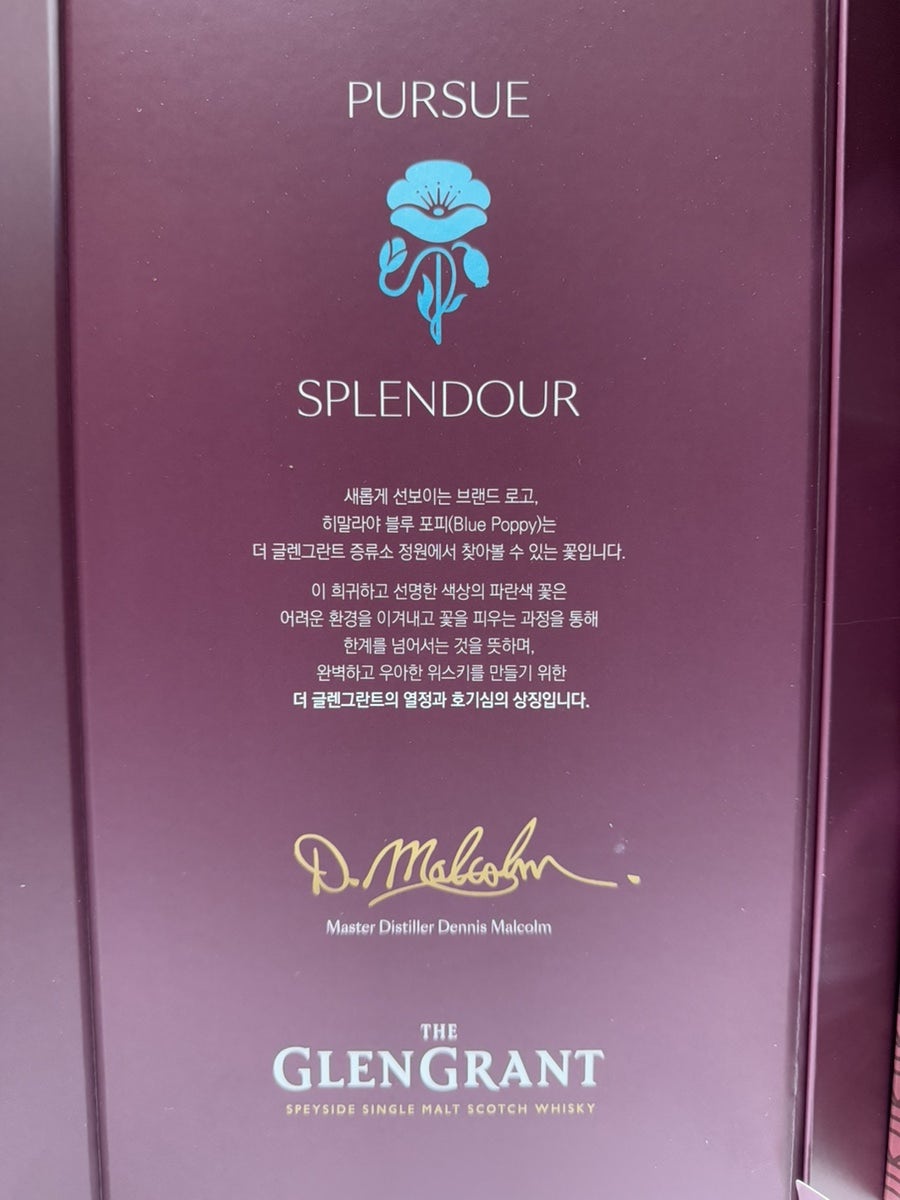 PURSUE
SPLENDOUR
새롭게 선보이는 브랜드 로고,
히말라야 블루 포피(Blue Poppy)는
더 글렌그란트 증류소 정원에서 찾아볼 수 있는 꽃입니다.
이 희귀하고 선명한 색상의 파란색 꽃은
어려운 환경을 이겨내고 꽃을 피우는 과정을 통해
한계를 넘어서는 것을 뜻하며,
완벽하고 우아한 위스키를 만들기 위한
더 글렌그란트의 열정과 호기심의 상징입니다.
D. Malcolm.
Master Distiller Dennis Malcolm
THE
GLENGRANT
SPEYSIDE SINGLE MALT SCOTCH WHISKY